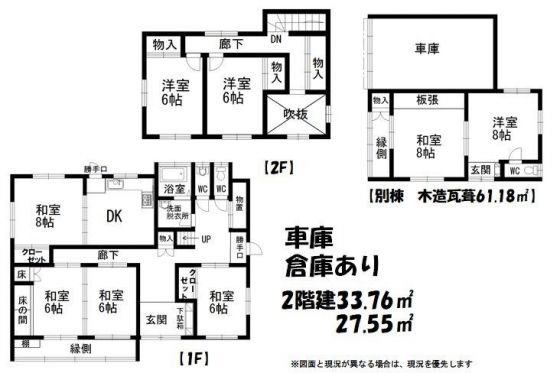 物入
廊下
DN
洋室
6帖
洋室
6帖
物入
物入
吹抜
【2F】
車庫
物入
板張
縁側
和室
8帖
洋室
8帖
玄関
WC
【別棟　木造瓦葺61.18㎡】
勝手口
和室
8帖
DK
浴室
WC
WC
洗面
脱衣所
物置
物入
UP
勝手口
クローゼット
廊下
床
床の間
棚
和室
6帖
和室
6帖
玄関
下駄箱
クローゼット
和室
6帖
縁側
【1F】
車庫
倉庫あり
2階建33.76㎡
27.55㎡
※図面と現況が異なる場合は、現況を優先します